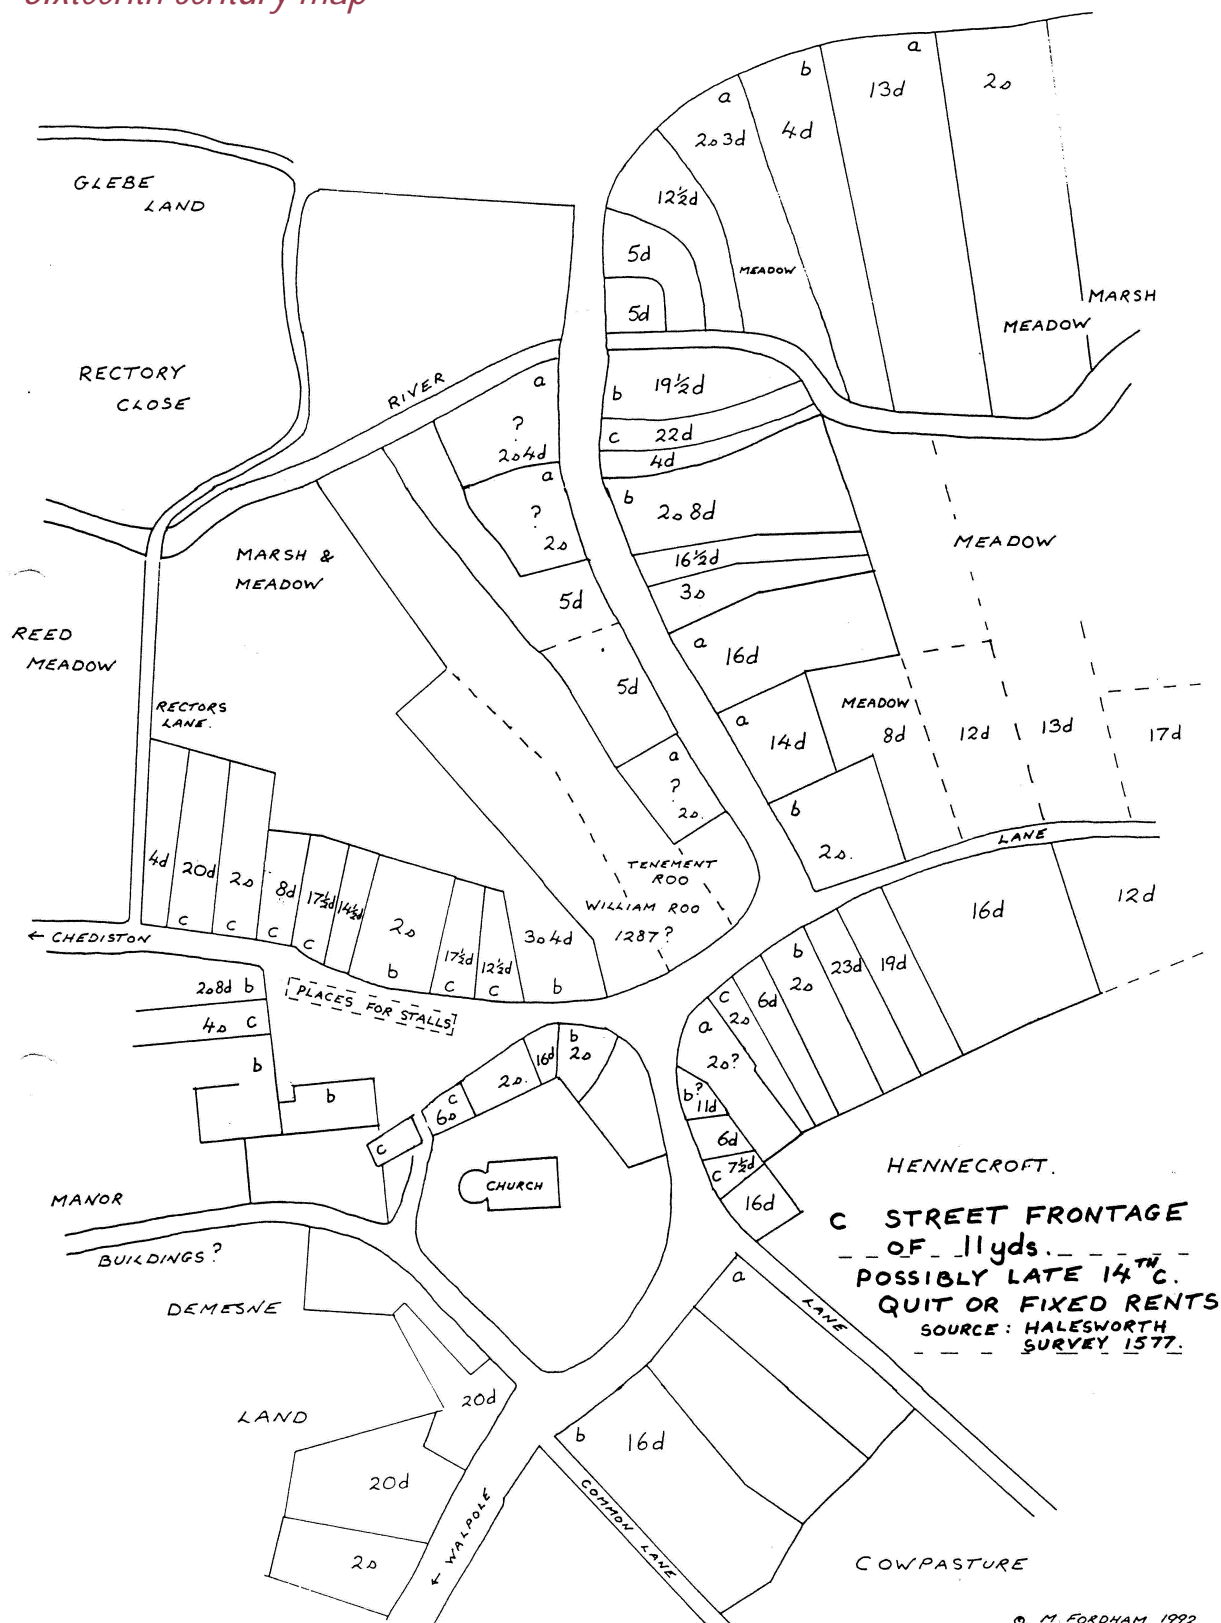 Sixteenth century map
a
b
13d
2s
a
2s 3d
4d
GLEBE
LAND
12½d
5d
MEADOW
5d
MARSH
MEADOW
RECTORY
CLOSE
RIVER
a
?
2s 4d
b 19½d
c 22d
4d
a
?
2s
b 2s 8d
16½d
3s
MEADOW
MARSH &
MEADOW
5d
REED
MEADOW
a 16d
5d
RECTORS
LANE.
MEADOW
8d
12d
13d
17d
a 14d
a
?
2s.
b
2s.
LANE
TENEMENT
ROO
WILLIAM ROO
1287?
4d
20d
c
2s
c
8d
c
17½d
c
14½d
2s
b
17½d
c
12½d
c
3s 4d
b
16d
12d
← CHEDISTON
PLACES FOR STALLS
2s 8d b
4s c
b
b
c
c
6s
2s.
16d
b
2s
a
2s?
c
2s
6d
b
2s
23d
19d
b?
11d
6d
c 7½d
16d
CHURCH
MANOR
BUILDINGS?
DEMESNE
LAND
HENNECROFT.
C STREET FRONTAGE
OF 11yds.
POSSIBLY LATE 14TH C.
QUIT OR FIXED RENTS
SOURCE: HALESWORTH
SURVEY 1577.
a
LANE
20d
20d
2s
← WALPOLE
b 16d
COMMON LANE
COWPASTURE
© M. FORDHAM 1992